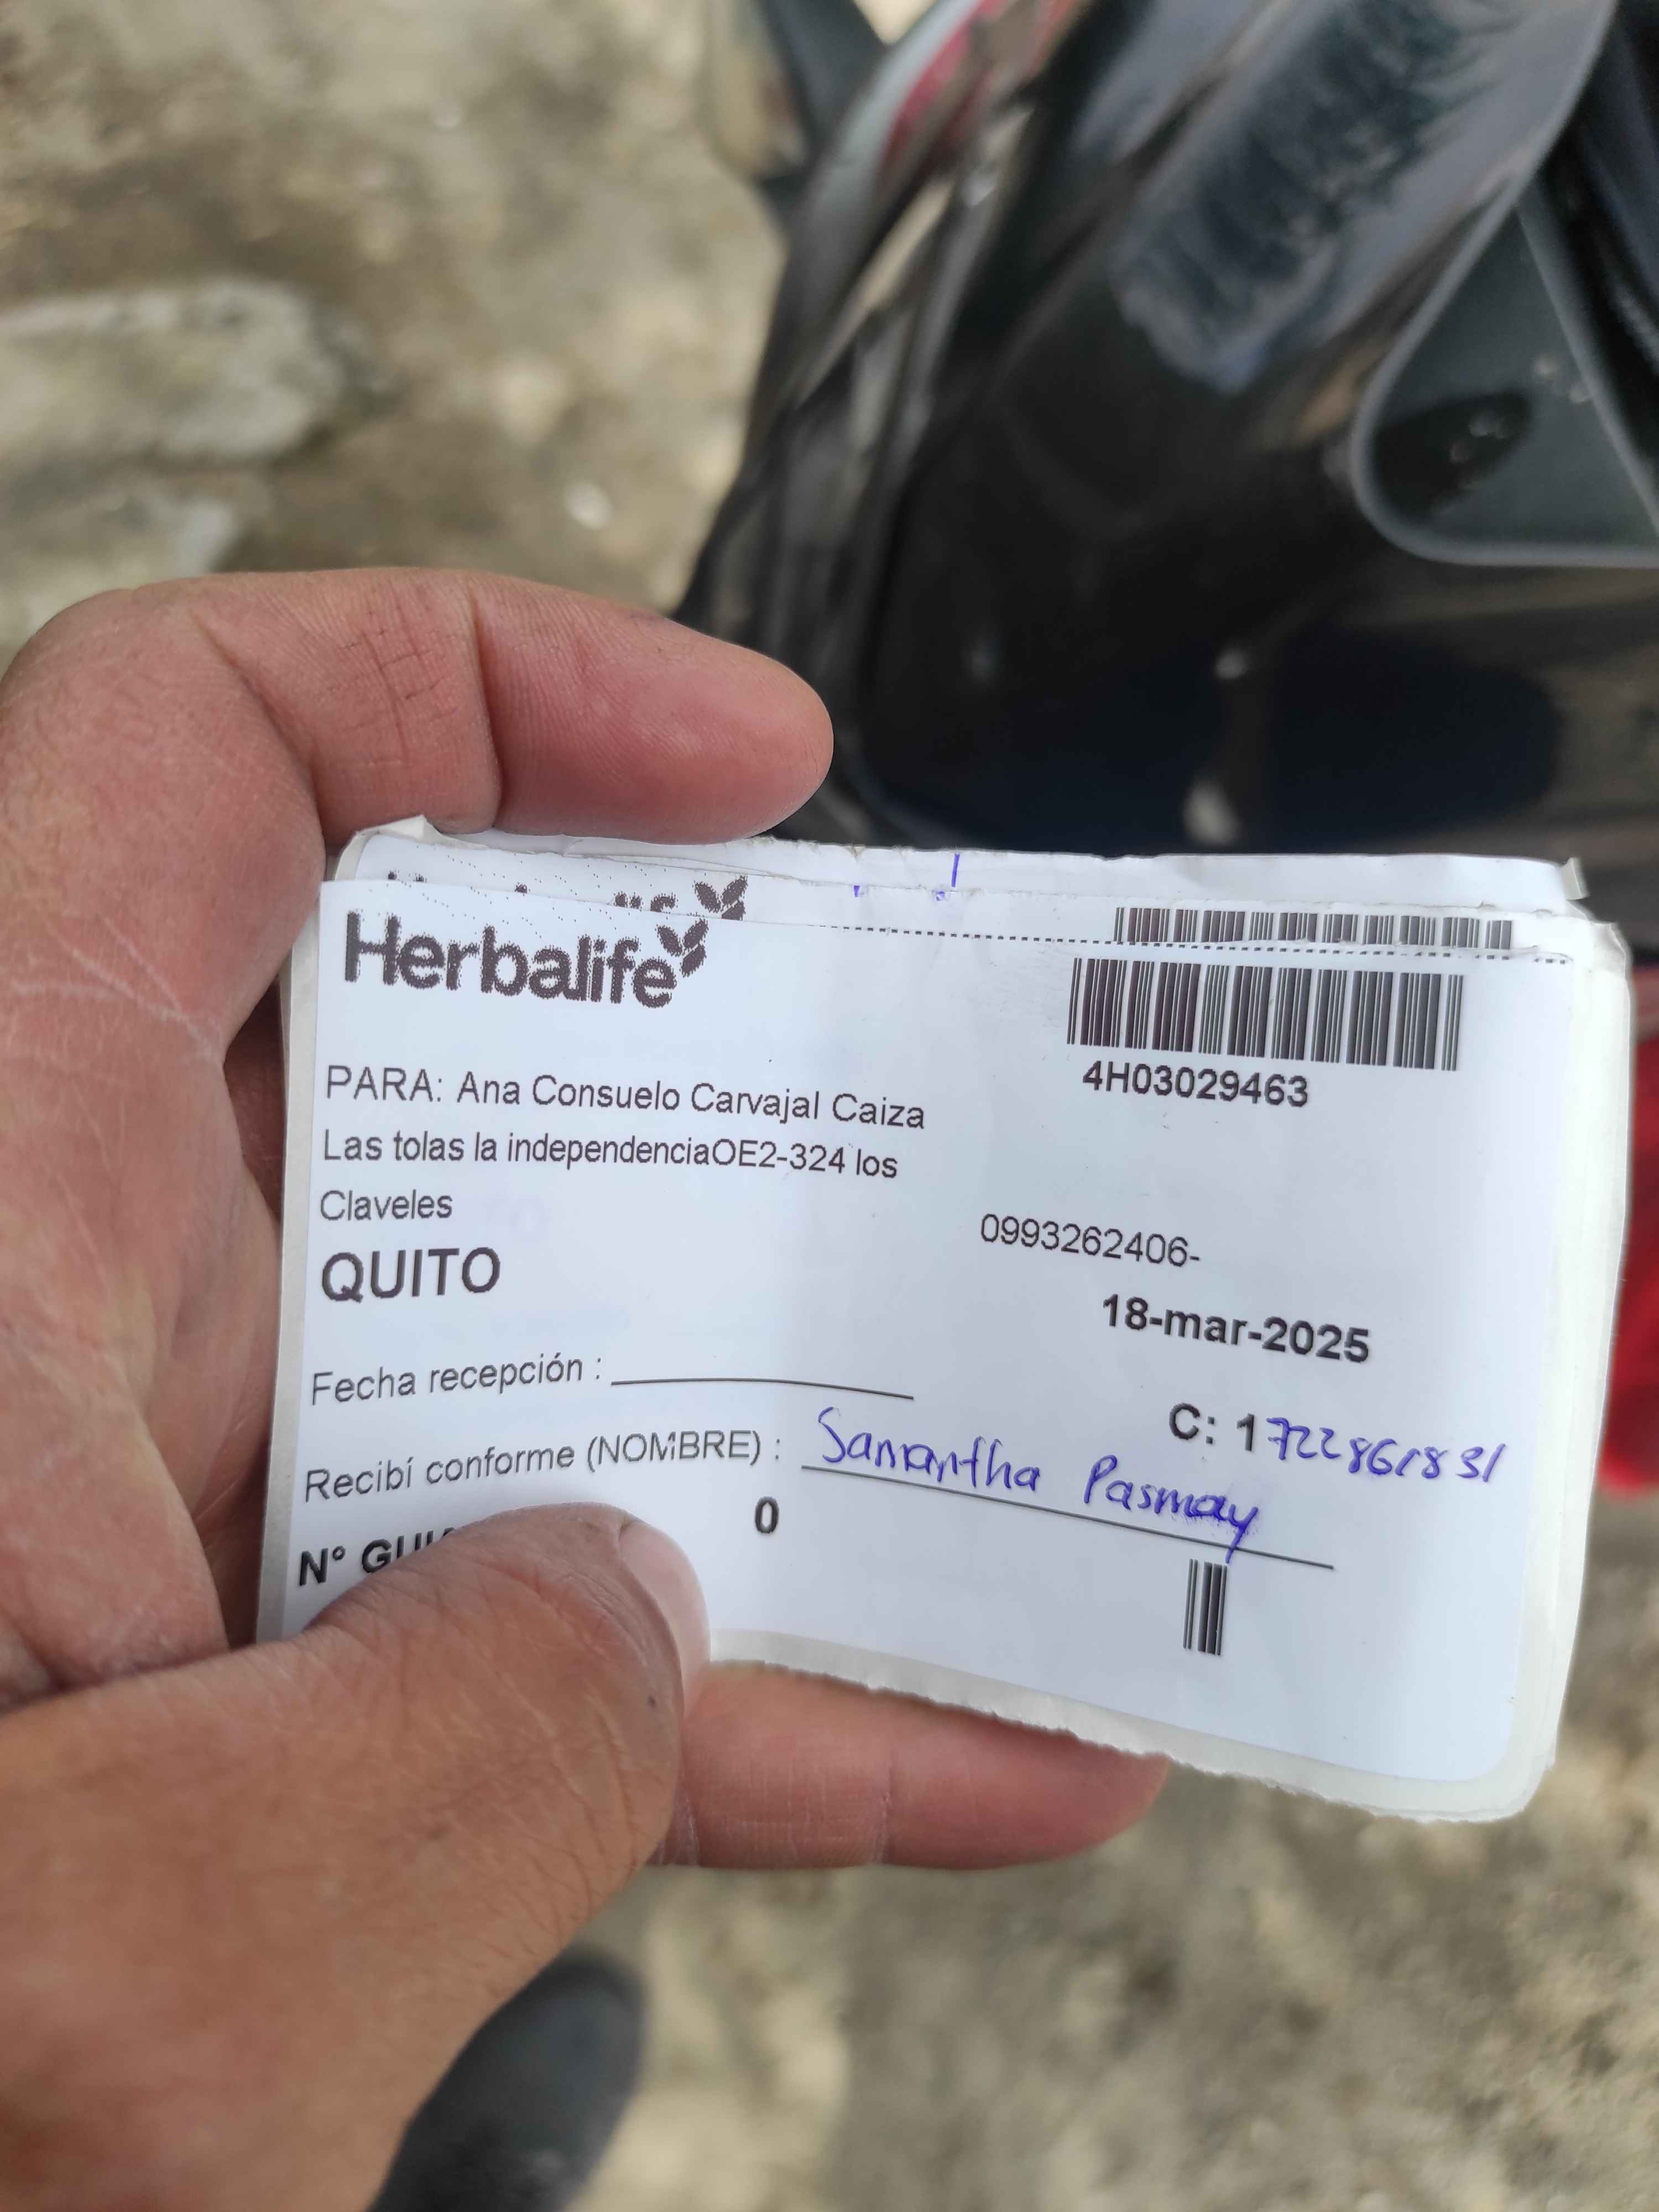 Herbalife
4H03029463
PARA: Ana Consuelo Carvajal Caiza
Las tolas la independenciaOE2-324 los
Claveles
0993262406-
QUITO
18-mar-2025
Fecha recepción :
C: 1
Recibí conforme (NOMBRE) : Samantha Pasmay
N°
0